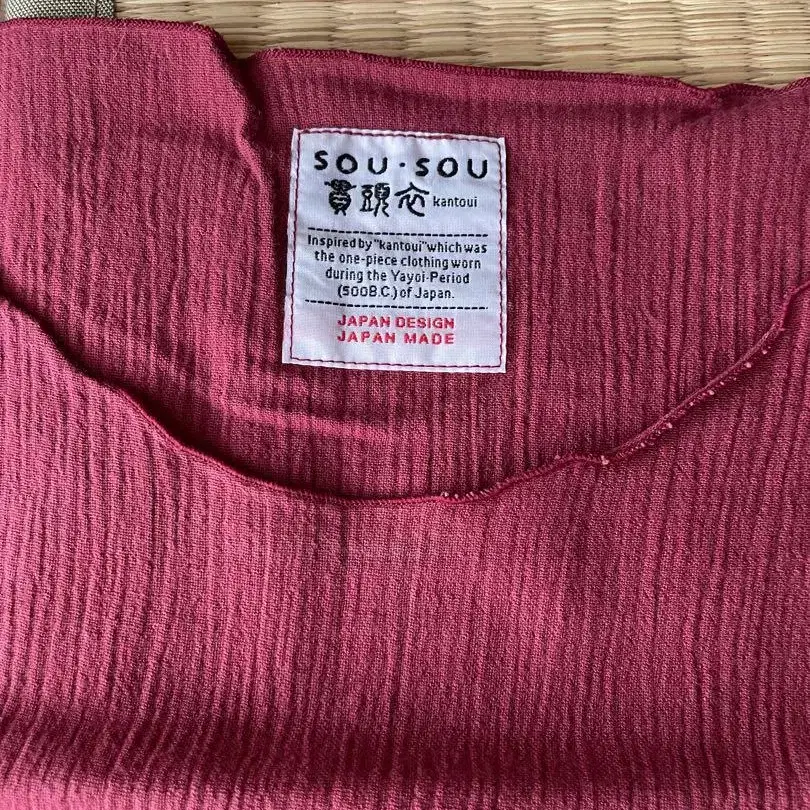 SOU・SOU
貫頭衣 kantoui
Inspired by "kantoui" which was
the one-piece clothing worn
during the Yayoi-Period
(500B.C.) of Japan.
JAPAN DESIGN
JAPAN MADE